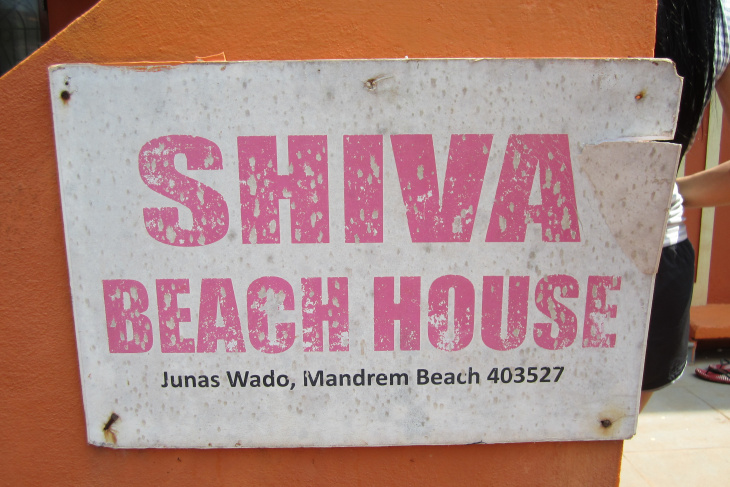 SHIVA
BEACH HOUSE
Junas Wado, Mandrem Beach 403527